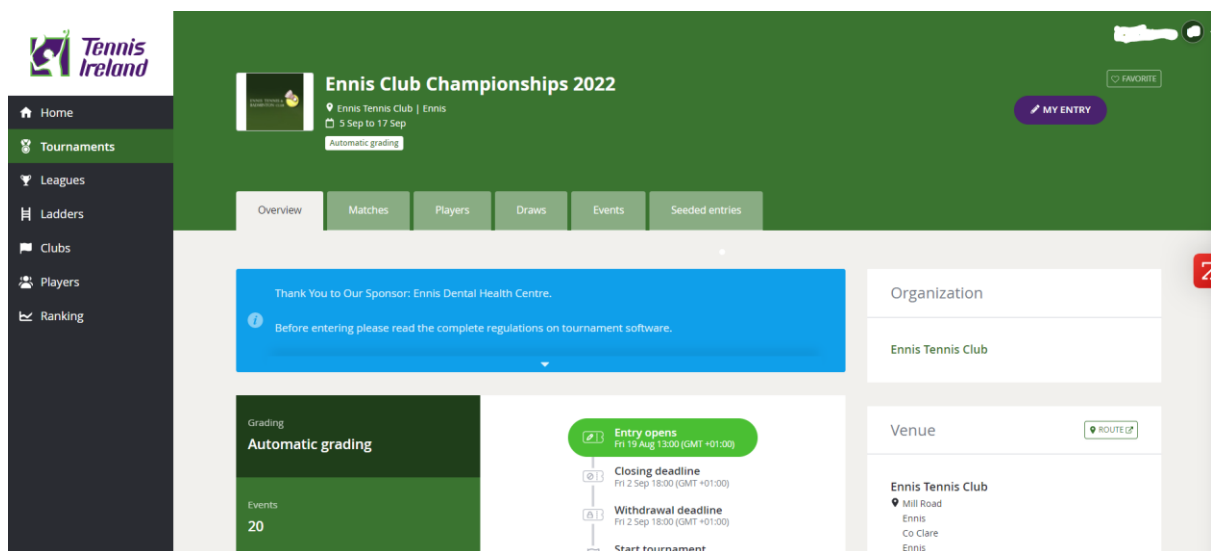 Tennis
Ireland
Home
Tournaments
Leagues
Ladders
Clubs
Players
Ranking
Ennis Club Championships 2022
Ennis Tennis Club | Ennis
5 Sep to 17 Sep
Automatic grading
FAVORITE
MY ENTRY
Overview
Matches
Players
Draws
Events
Seeded entries
Thank You to Our Sponsor: Ennis Dental Health Centre.
Before entering please read the complete regulations on tournament software.
Grading
Automatic grading
Events
20
Entry opens
Fri 19 Aug 13:00 (GMT +01:00)
Closing deadline
Fri 2 Sep 18:00 (GMT +01:00)
Withdrawal deadline
Fri 2 Sep 18:00 (GMT +01:00)
Start tournament
Organization
Ennis Tennis Club
Venue
ROUTE
Ennis Tennis Club
Mill Road
Ennis
Co Clare
Ennis